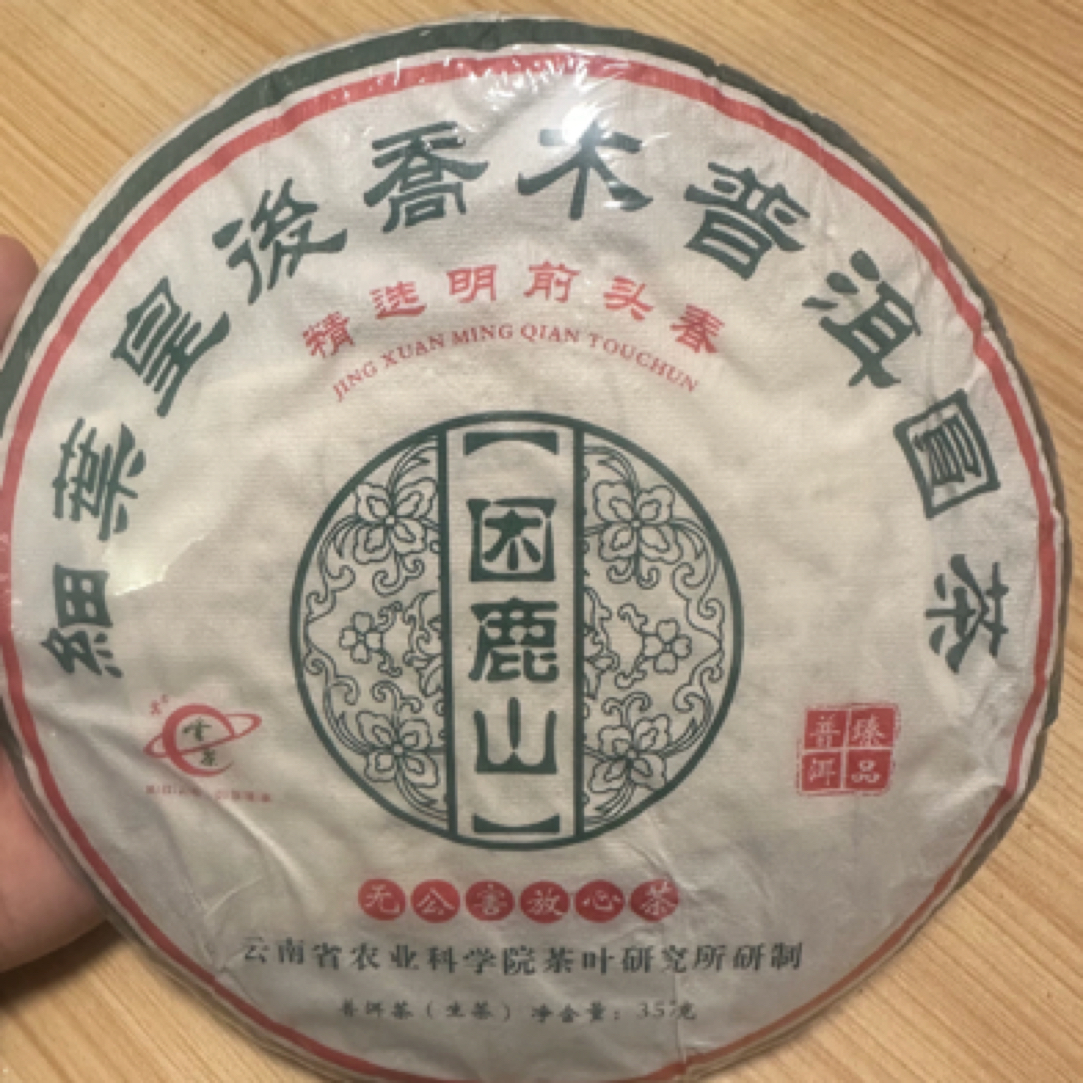 細葉皇後喬木普洱圓茶
精选明前头春
JING XUAN MING QIAN TOUCHUN
【困鹿山】
普洱
臻品
无公害放心茶
云南省农业科学院茶叶研究所研制
普洱茶（生茶）净含量：357克